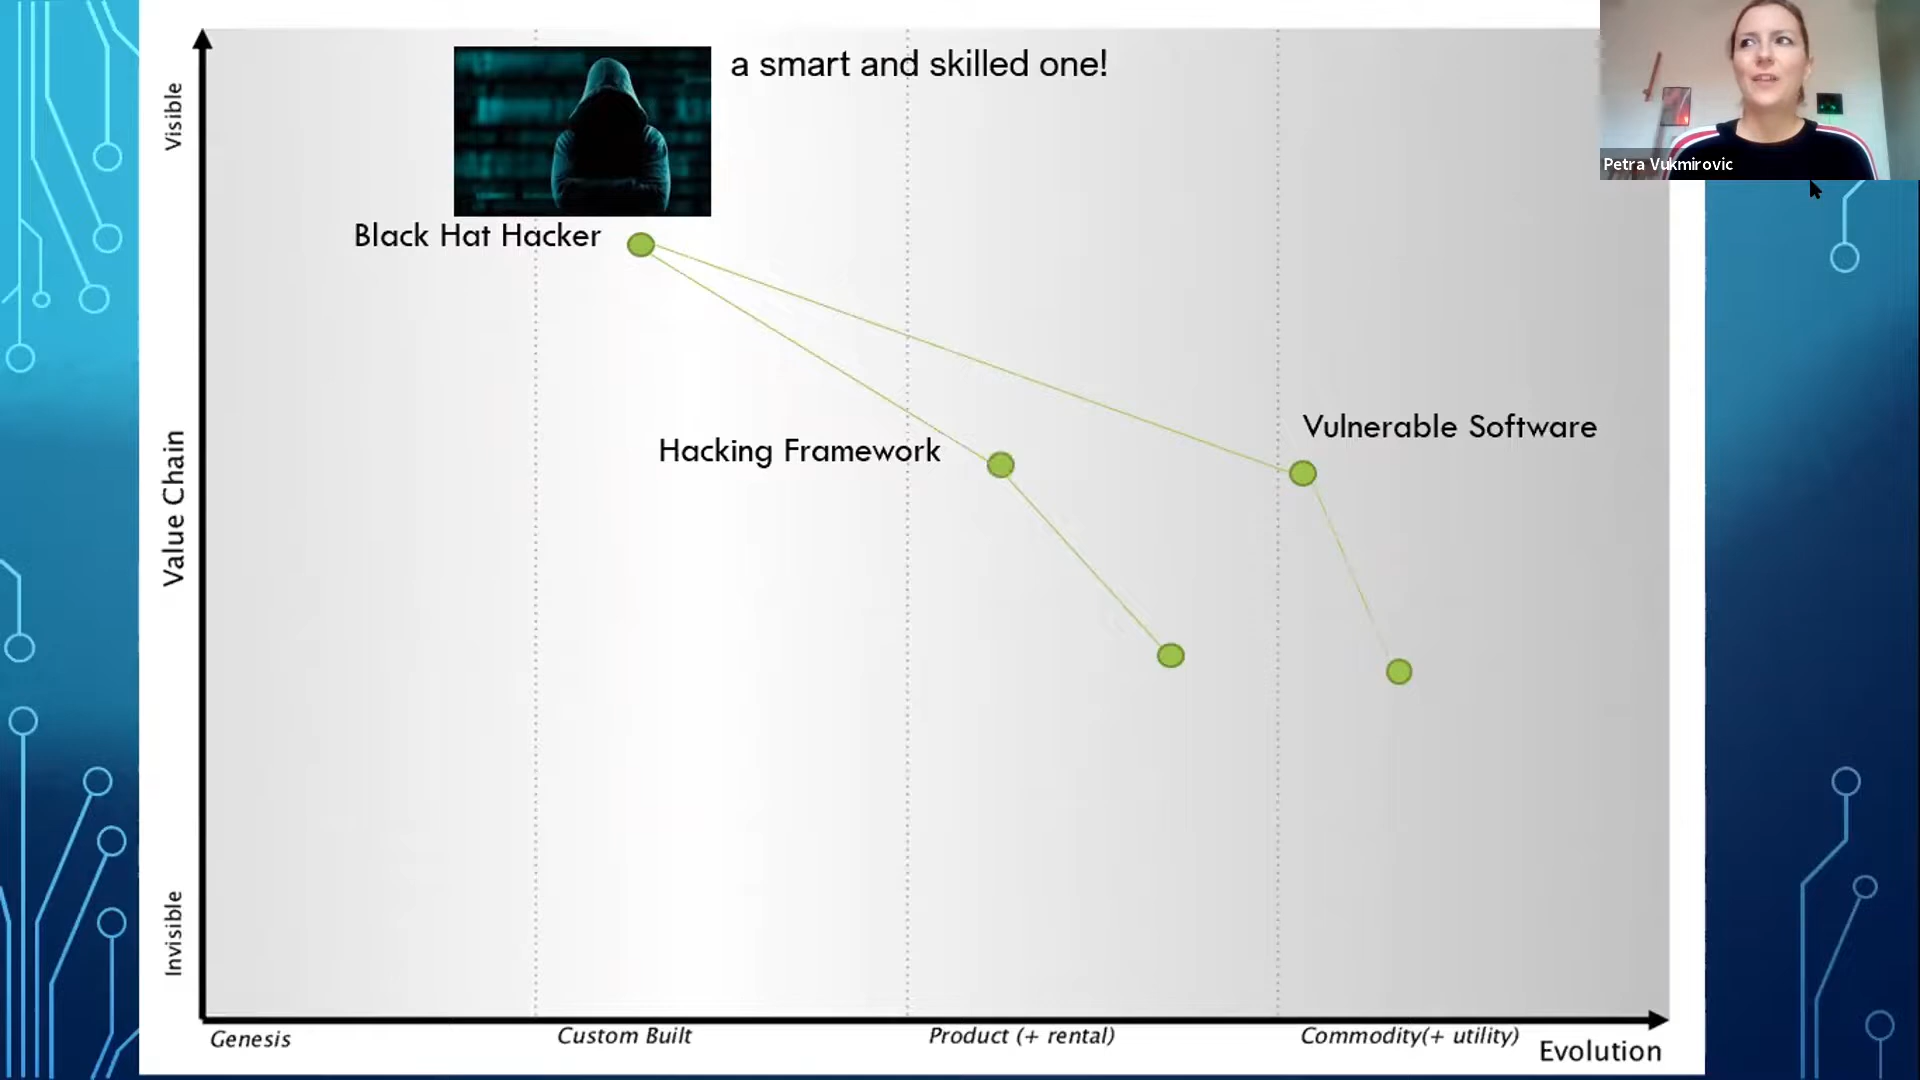 a smart and skilled one!
Petra Vukmirovic
Visible
Black Hat Hacker
Vulnerable Software
Hacking Framework
Value Chain
Invisible
Genesis
Custom Built
Product (+ rental)
Commodity(+ utility)
Evolution